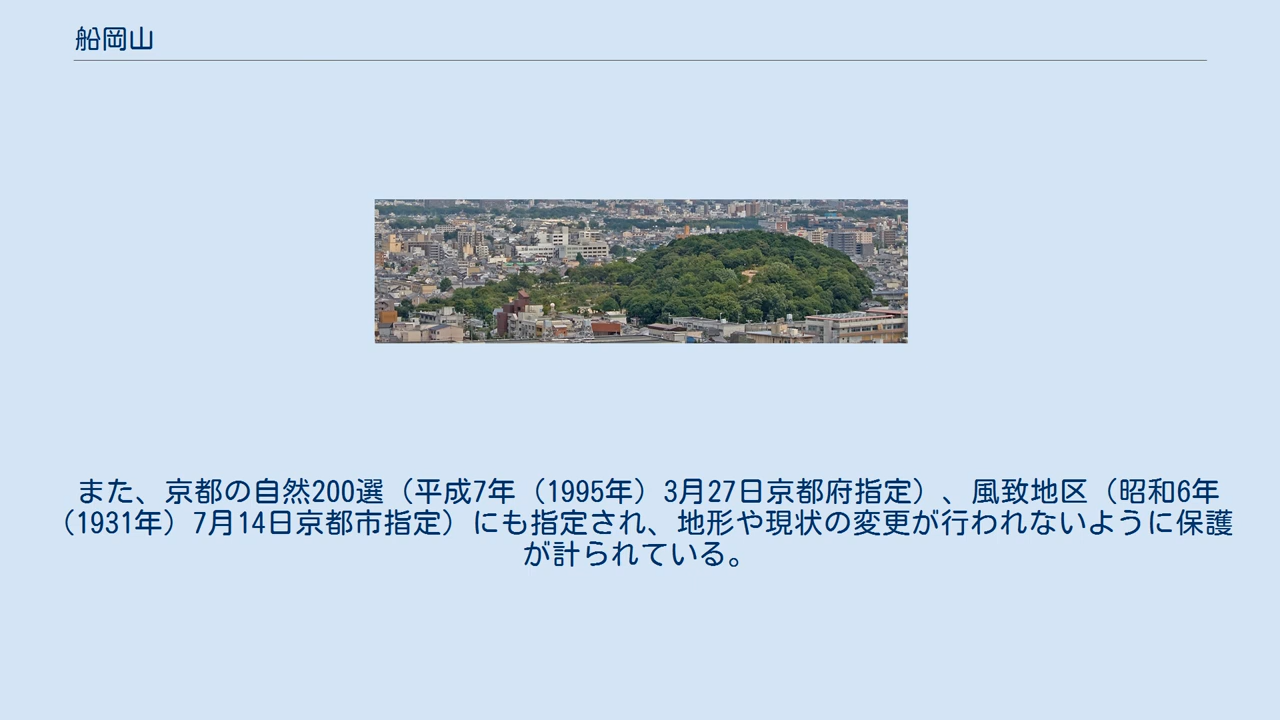 船岡山
また、京都の自然200選（平成7年（1995年）3月27日京都府指定）、風致地区（昭和6年
（1931年）7月14日京都市指定）にも指定され、地形や現状の変更が行われないように保護
が計られている。